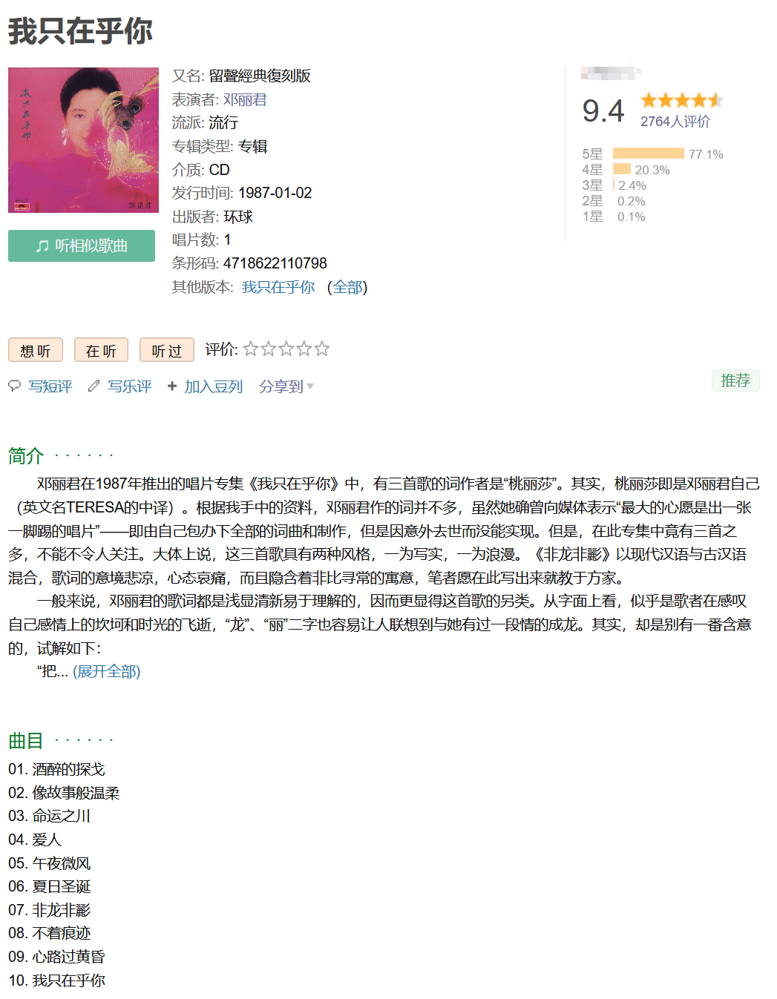 我只在乎你
我只在乎你
鄧麗君
听相似歌曲
又名: 留聲經典復刻版
表演者: 邓丽君
流派: 流行
专辑类型: 专辑
介质: CD
发行时间: 1987-01-02
出版者: 环球
唱片数: 1
条形码: 4718622110798
其他版本: 我只在乎你 (全部)
9.4
2764人评价
5星 77.1%
4星 20.3%
3星 2.4%
2星 0.2%
1星 0.1%
想听 在听 听过 评价:
写短评 写乐评 加入豆列 分享到
推荐
简介 · · · · · ·
邓丽君在1987年推出的唱片专集《我只在乎你》中，有三首歌的词作者是“桃丽莎”。其实，桃丽莎即是邓丽君自己
（英文名TERESA的中译）。根据我手中的资料，邓丽君作的词并不多，虽然她确曾向媒体表示“最大的心愿是出一张
一脚踢的唱片”——即由自己包办下全部的词曲和制作，但是因意外去世而没能实现。但是，在此专集中竟有三首之
多，不能不令人关注。大体上说，这三首歌具有两种风格，一为写实，一为浪漫。《非龙非彲》以现代汉语与古汉语
混合，歌词的意境悲凉，心态哀痛，而且隐含着非比寻常的寓意，笔者愿在此写出来就教于方家。
一般来说，邓丽君的歌词都是浅显清新易于理解的，因而更显得这首歌的另类。从字面上看，似乎是歌者在感叹
自己感情上的坎坷和时光的飞逝，“龙”、“丽”二字也容易让人联想到与她有过一段情的成龙。其实，却是别有一番含意
的，试解如下：
“把... (展开全部)
曲目 · · · · · ·
01. 酒醉的探戈
02. 像故事般温柔
03. 命运之川
04. 爱人
05. 午夜微风
06. 夏日圣诞
07. 非龙非彲
08. 不着痕迹
09. 心路过黄昏
10. 我只在乎你